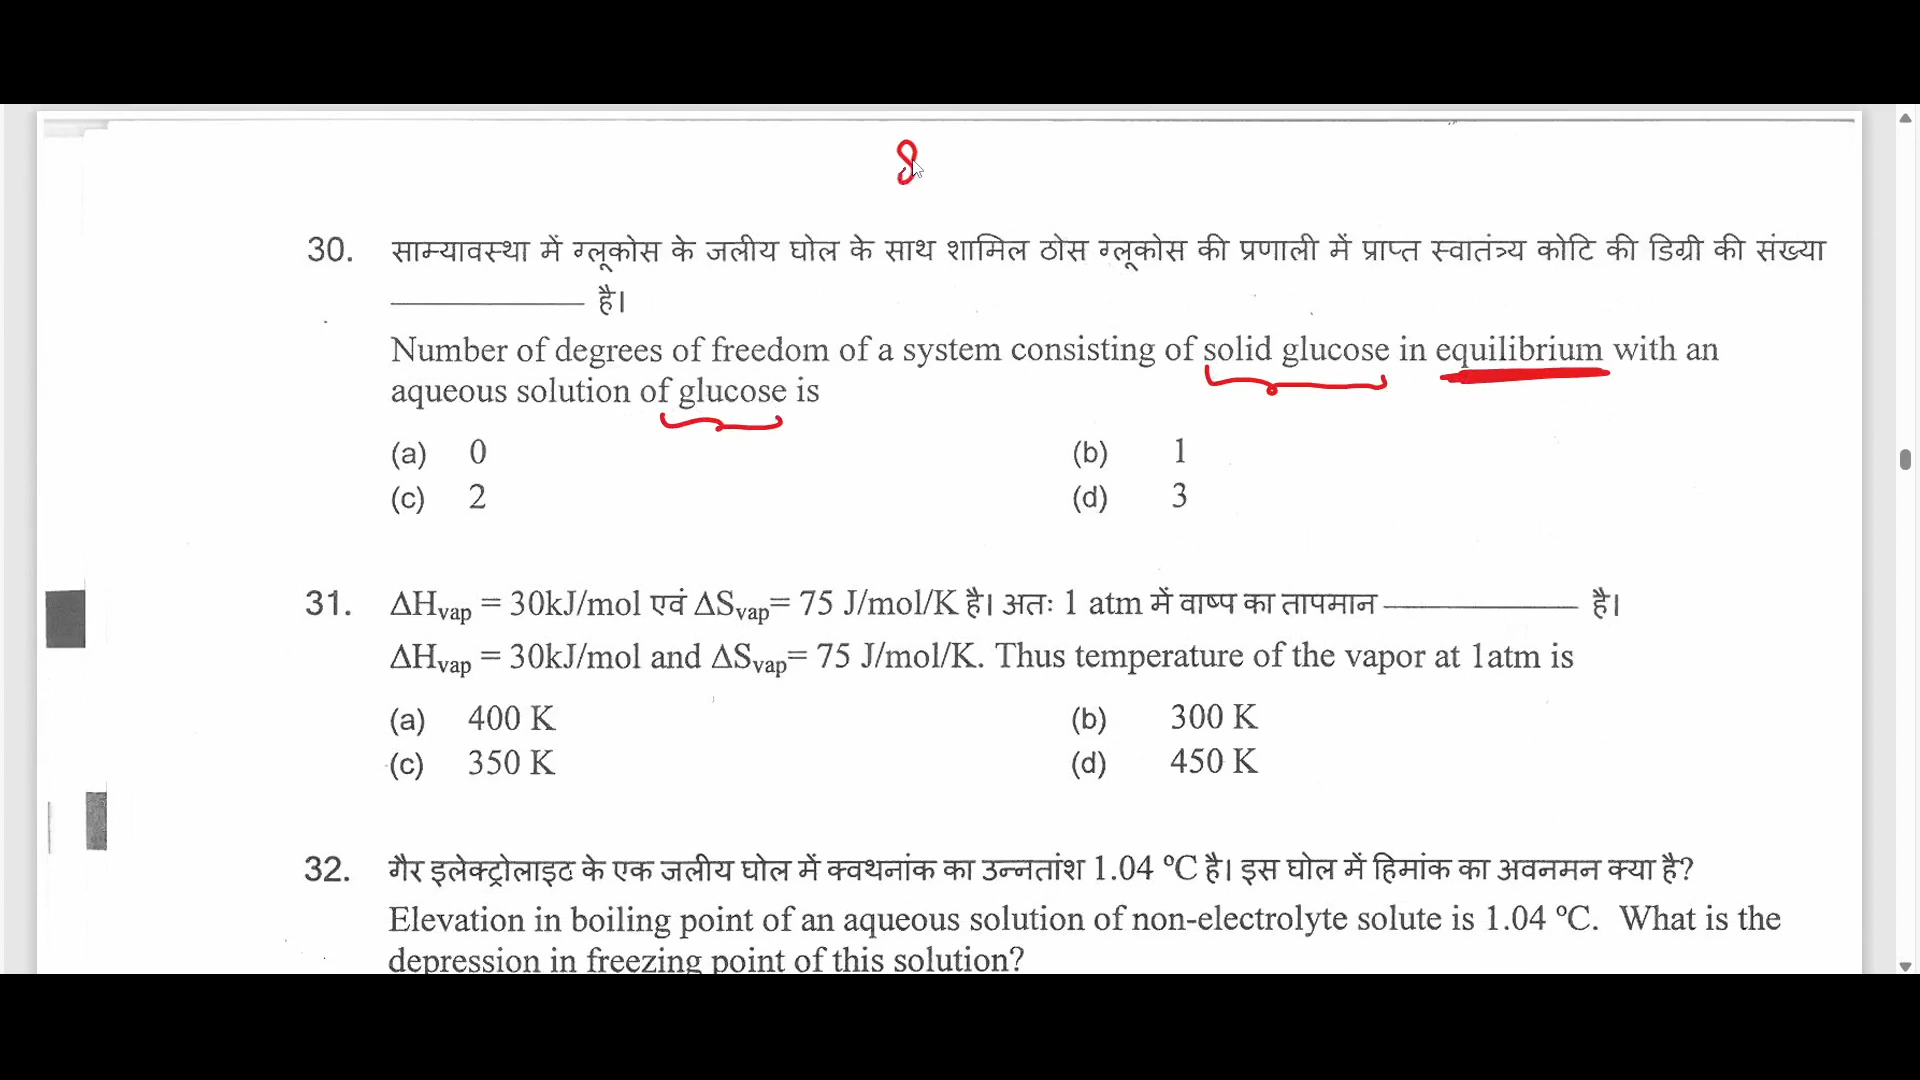 8
30. साम्यावस्था में ग्लूकोस के जलीय घोल के साथ शामिल ठोस ग्लूकोस की प्रणाली में प्राप्त स्वातंत्र्य कोटि की डिग्री की संख्या
____________ है।
Number of degrees of freedom of a system consisting of solid glucose in equilibrium with an
aqueous solution of glucose is
(a) 0 (b) 1
(c) 2 (d) 3
31. ΔHvap = 30kJ/mol एवं ΔSvap= 75 J/mol/K है। अतः 1 atm में वाष्प का तापमान ____________ है।
ΔHvap = 30kJ/mol and ΔSvap= 75 J/mol/K. Thus temperature of the vapor at 1atm is
(a) 400 K (b) 300 K
(c) 350 K (d) 450 K
32. गैर इलेक्ट्रोलाइट के एक जलीय घोल में क्वथनांक का उन्नतांश 1.04 ºC है। इस घोल में हिमांक का अवनमन क्या है?
Elevation in boiling point of an aqueous solution of non-electrolyte solute is 1.04 ºC. What is the
depression in freezing point of this solution?